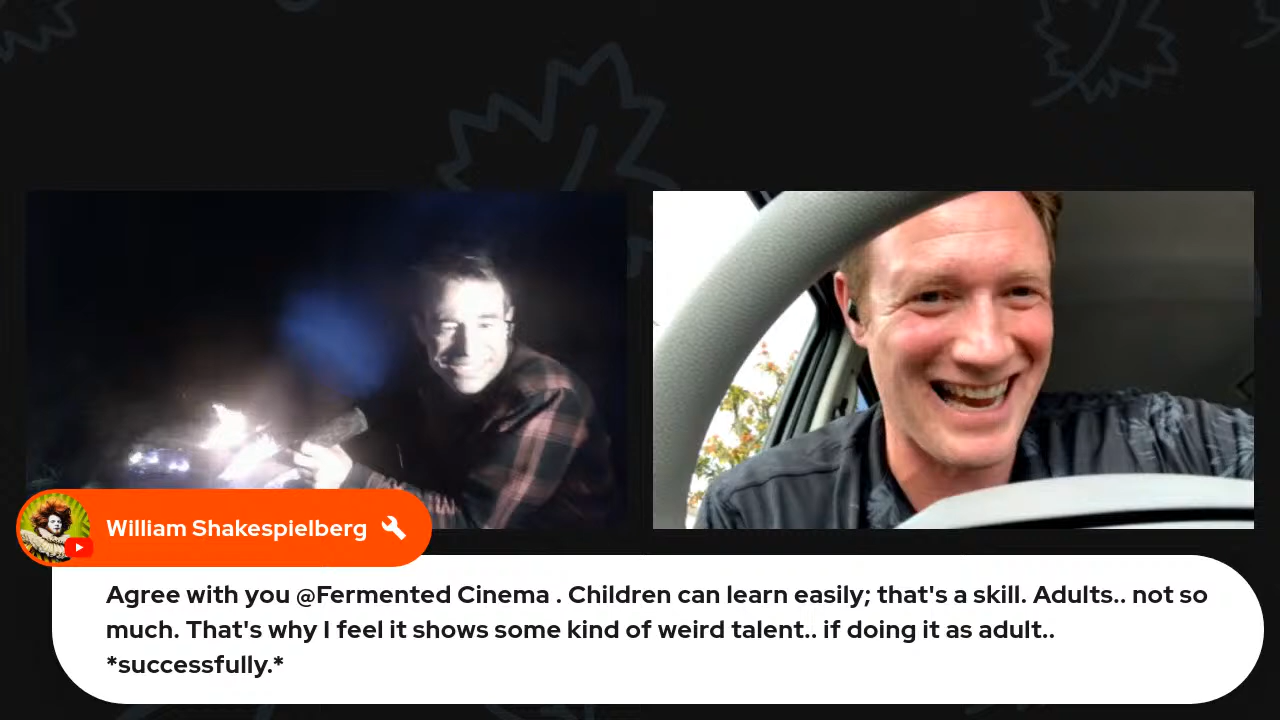 William Shakespielberg
Agree with you @Fermented Cinema . Children can learn easily; that's a skill. Adults.. not so
much. That's why I feel it shows some kind of weird talent.. if doing it as adult..
*successfully.*